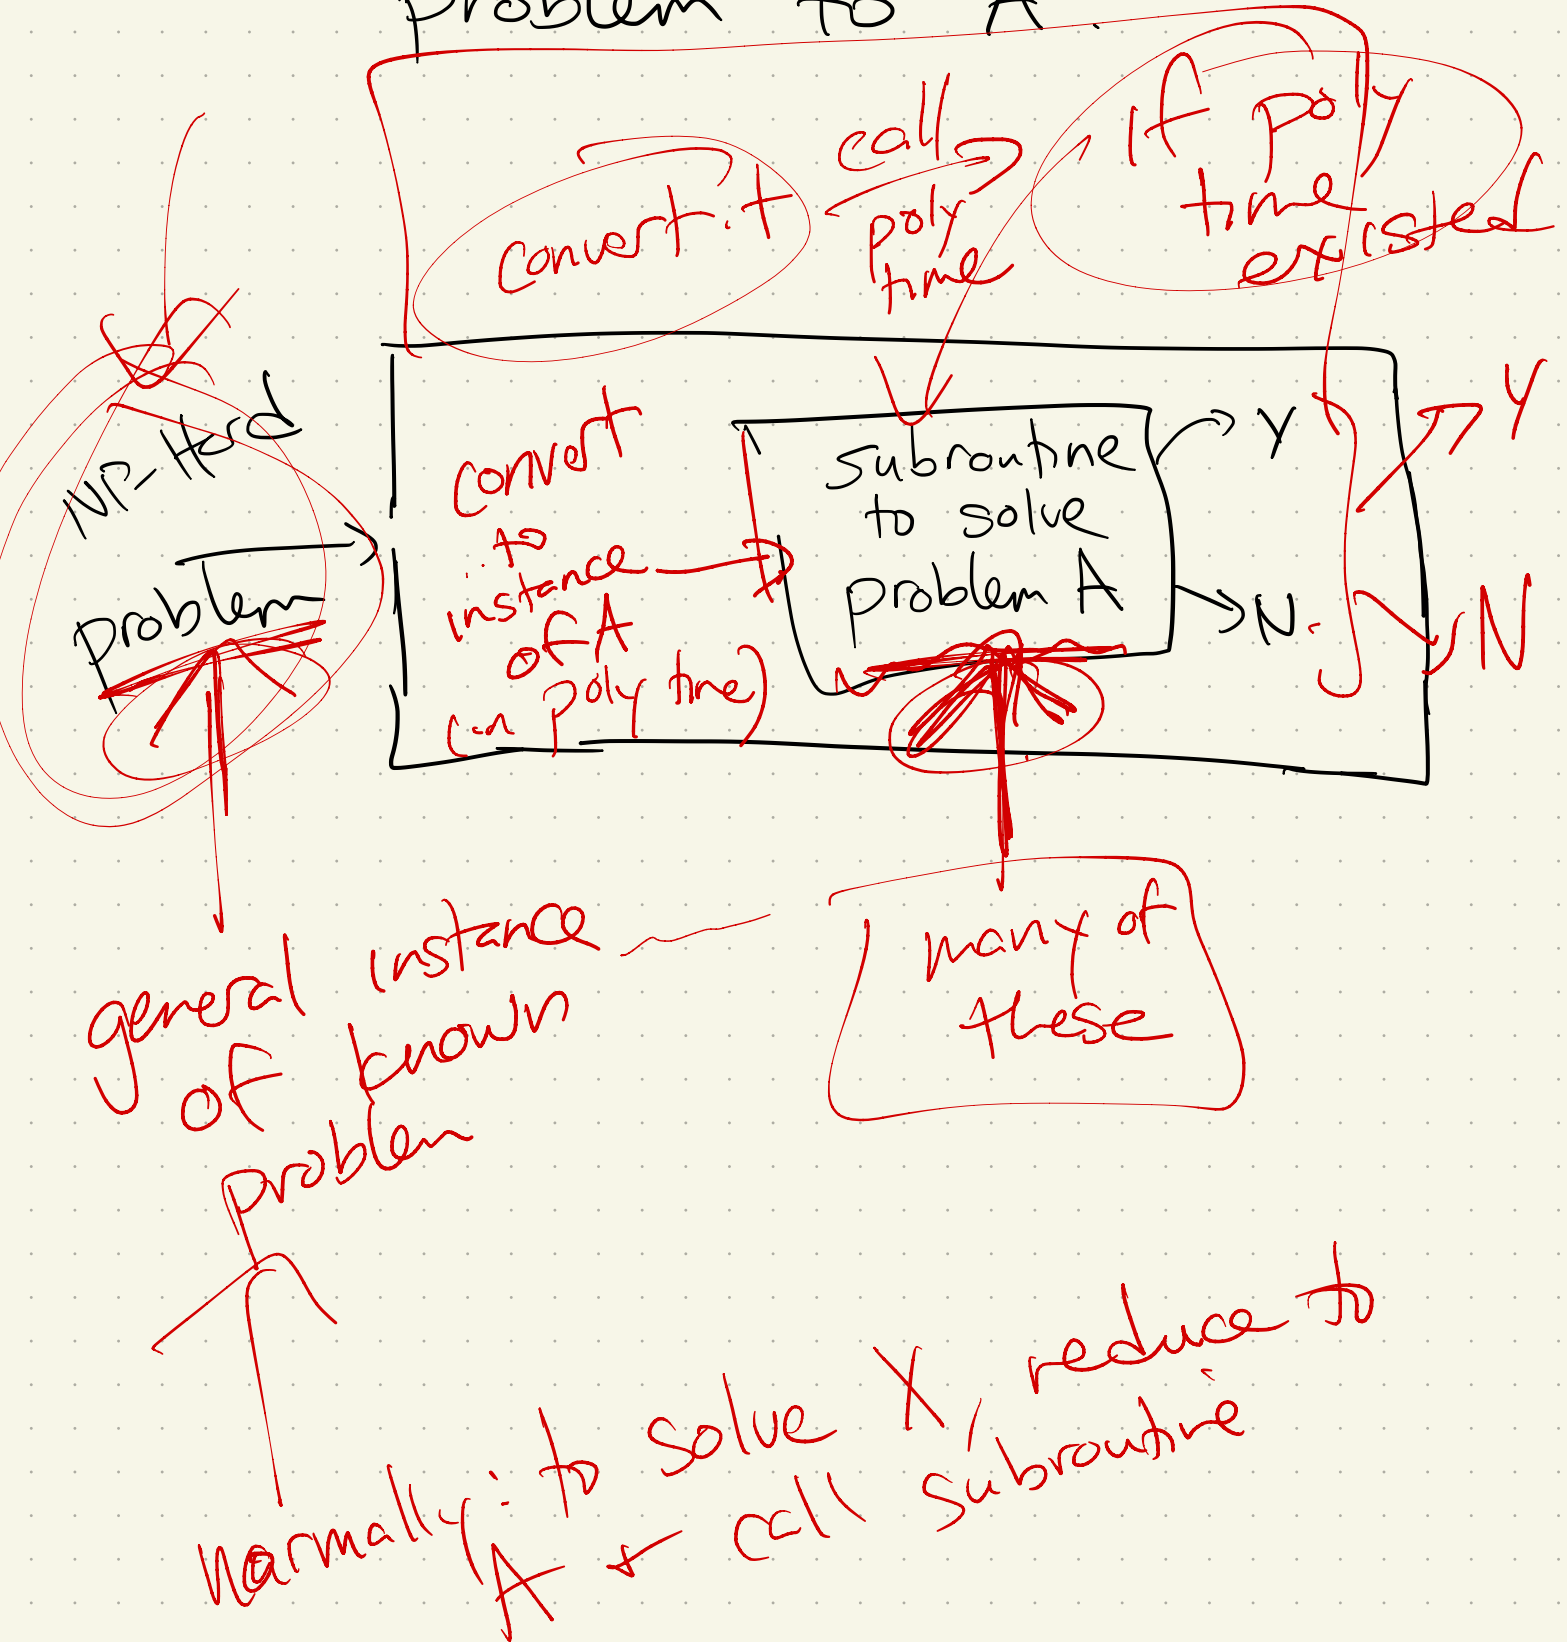 problem to A.
convert.t
call
poly
time
if poly
time
existed
NP-Hard
problem
convert
to
instance
of A
(in poly time)
subroutine
to solve
problem A
Y
N
Y
N
general instance
of known
problem
many of
these
normally: to solve X, reduce to
A + call subroutine